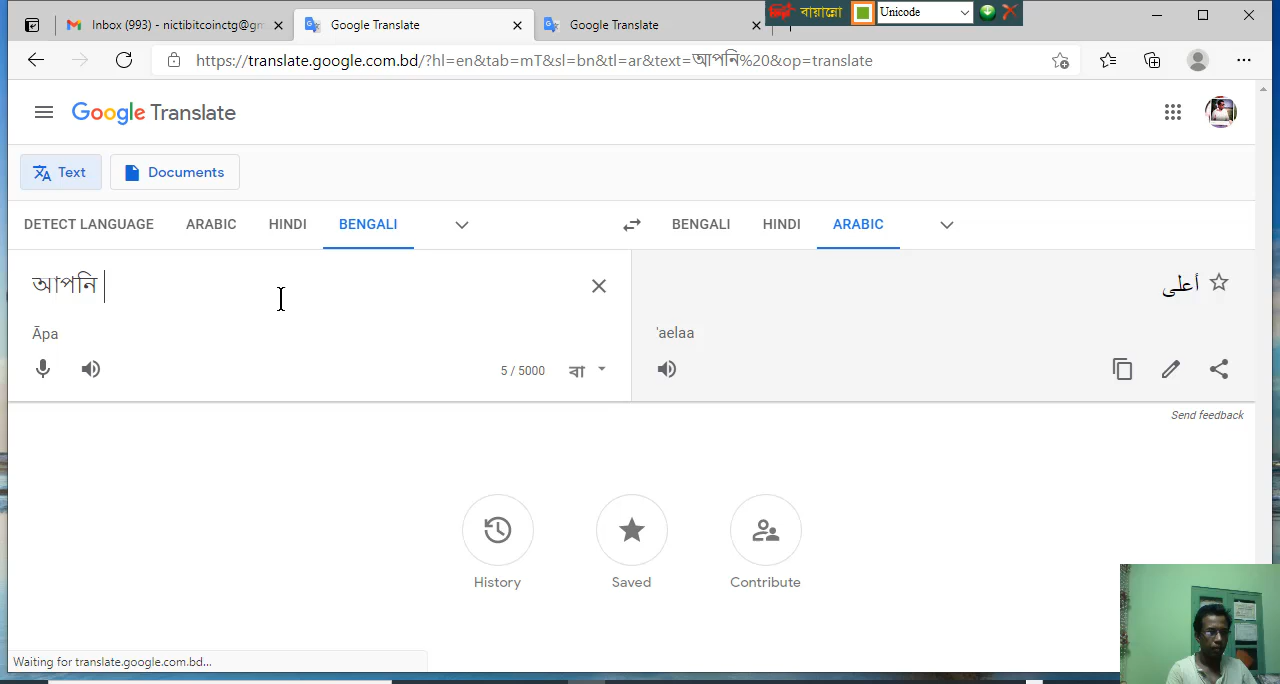 Inbox (993) - nictibitcoinctg@gm
Google Translate
Google Translate
বায়ান্নো
Unicode
https://translate.google.com.bd/?hl=en&tab=mT&sl=bn&tl=ar&text=আপনি%20&op=translate
Google Translate
Text
Documents
DETECT LANGUAGE ARABIC HINDI BENGALI
BENGALI HINDI ARABIC
আপনি
أعلى
Āpa
'aelaa
5 / 5000
বা
Send feedback
History
Saved
Contribute
Waiting for translate.google.com.bd...